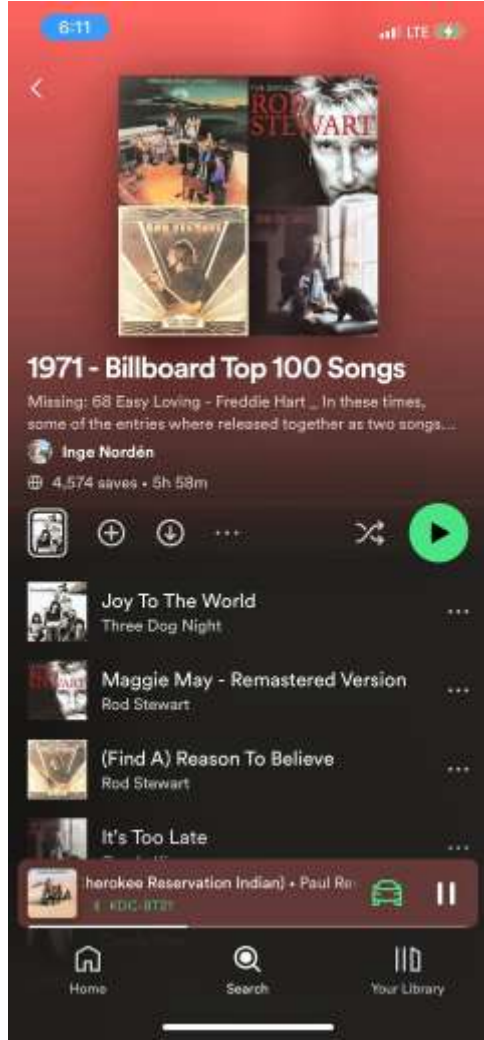 6:11
LTE
ROD
STEWART
1971 - Billboard Top 100 Songs
Missing: 68 Easy Loving - Freddie Hart _ In these times,
some of the entries where released together as two songs...
Inge Nordén
4,574 saves • 5h 58m
Joy To The World
Three Dog Night
Maggie May - Remastered Version
Rod Stewart
(Find A) Reason To Believe
Rod Stewart
It's Too Late
herokee Reservation Indian) • Paul Re
KDC-BT21
Home
Search
Your Library